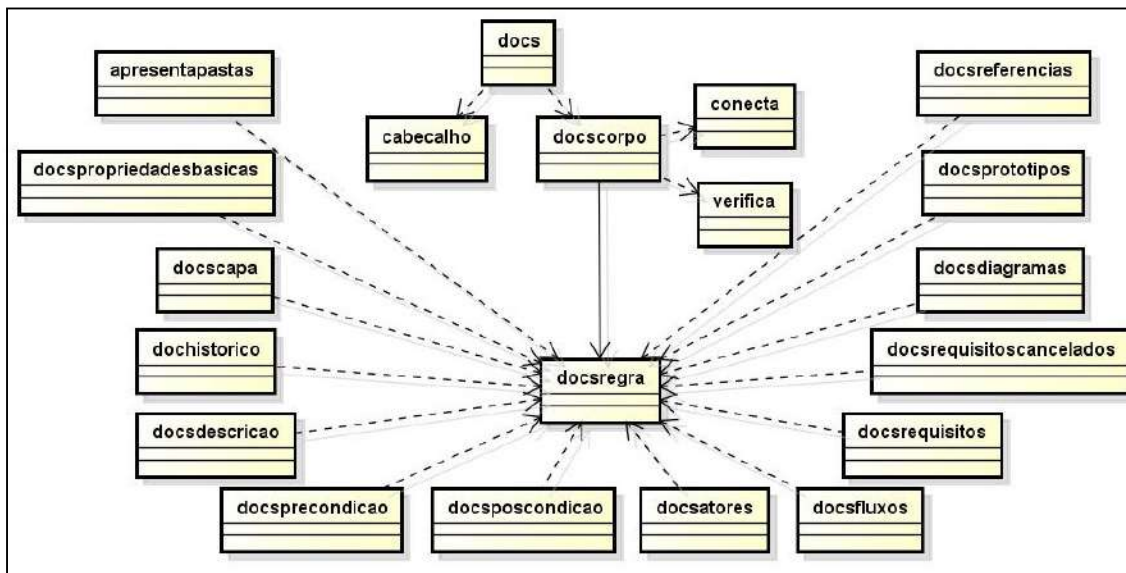 docs
apresentapastas
docsreferencias
conecta
cabecalho
docscorpo
docspropriedadesbasicas
docsprototipos
verifica
docscapa
docsdiagramas
dochistorico
docsrequisitoscancelados
docsregra
docsdescricao
docsrequisitos
docsprecondicao
docsposcondicao
docsatores
docsfluxos